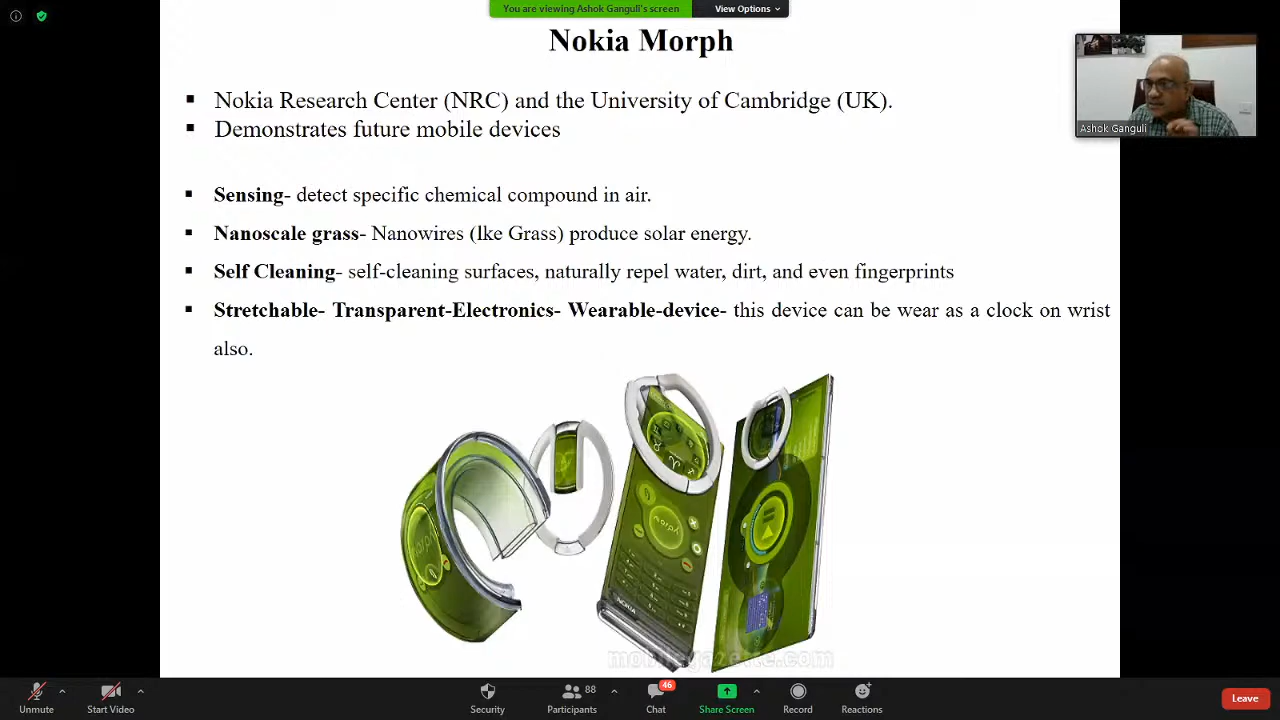 You are viewing Ashok Ganguli's screen
View Options
Nokia Morph
Ashok Ganguli
▪ Nokia Research Center (NRC) and the University of Cambridge (UK).
▪ Demonstrates future mobile devices
▪ Sensing- detect specific chemical compound in air.
▪ Nanoscale grass- Nanowires (lke Grass) produce solar energy.
▪ Self Cleaning- self-cleaning surfaces, naturally repel water, dirt, and even fingerprints
▪ Stretchable- Transparent-Electronics- Wearable-device- this device can be wear as a clock on wrist
also.
NOKIA
46
88
Unmute
Start Video
Security
Participants
Chat
Share Screen
Record
Reactions
Leave